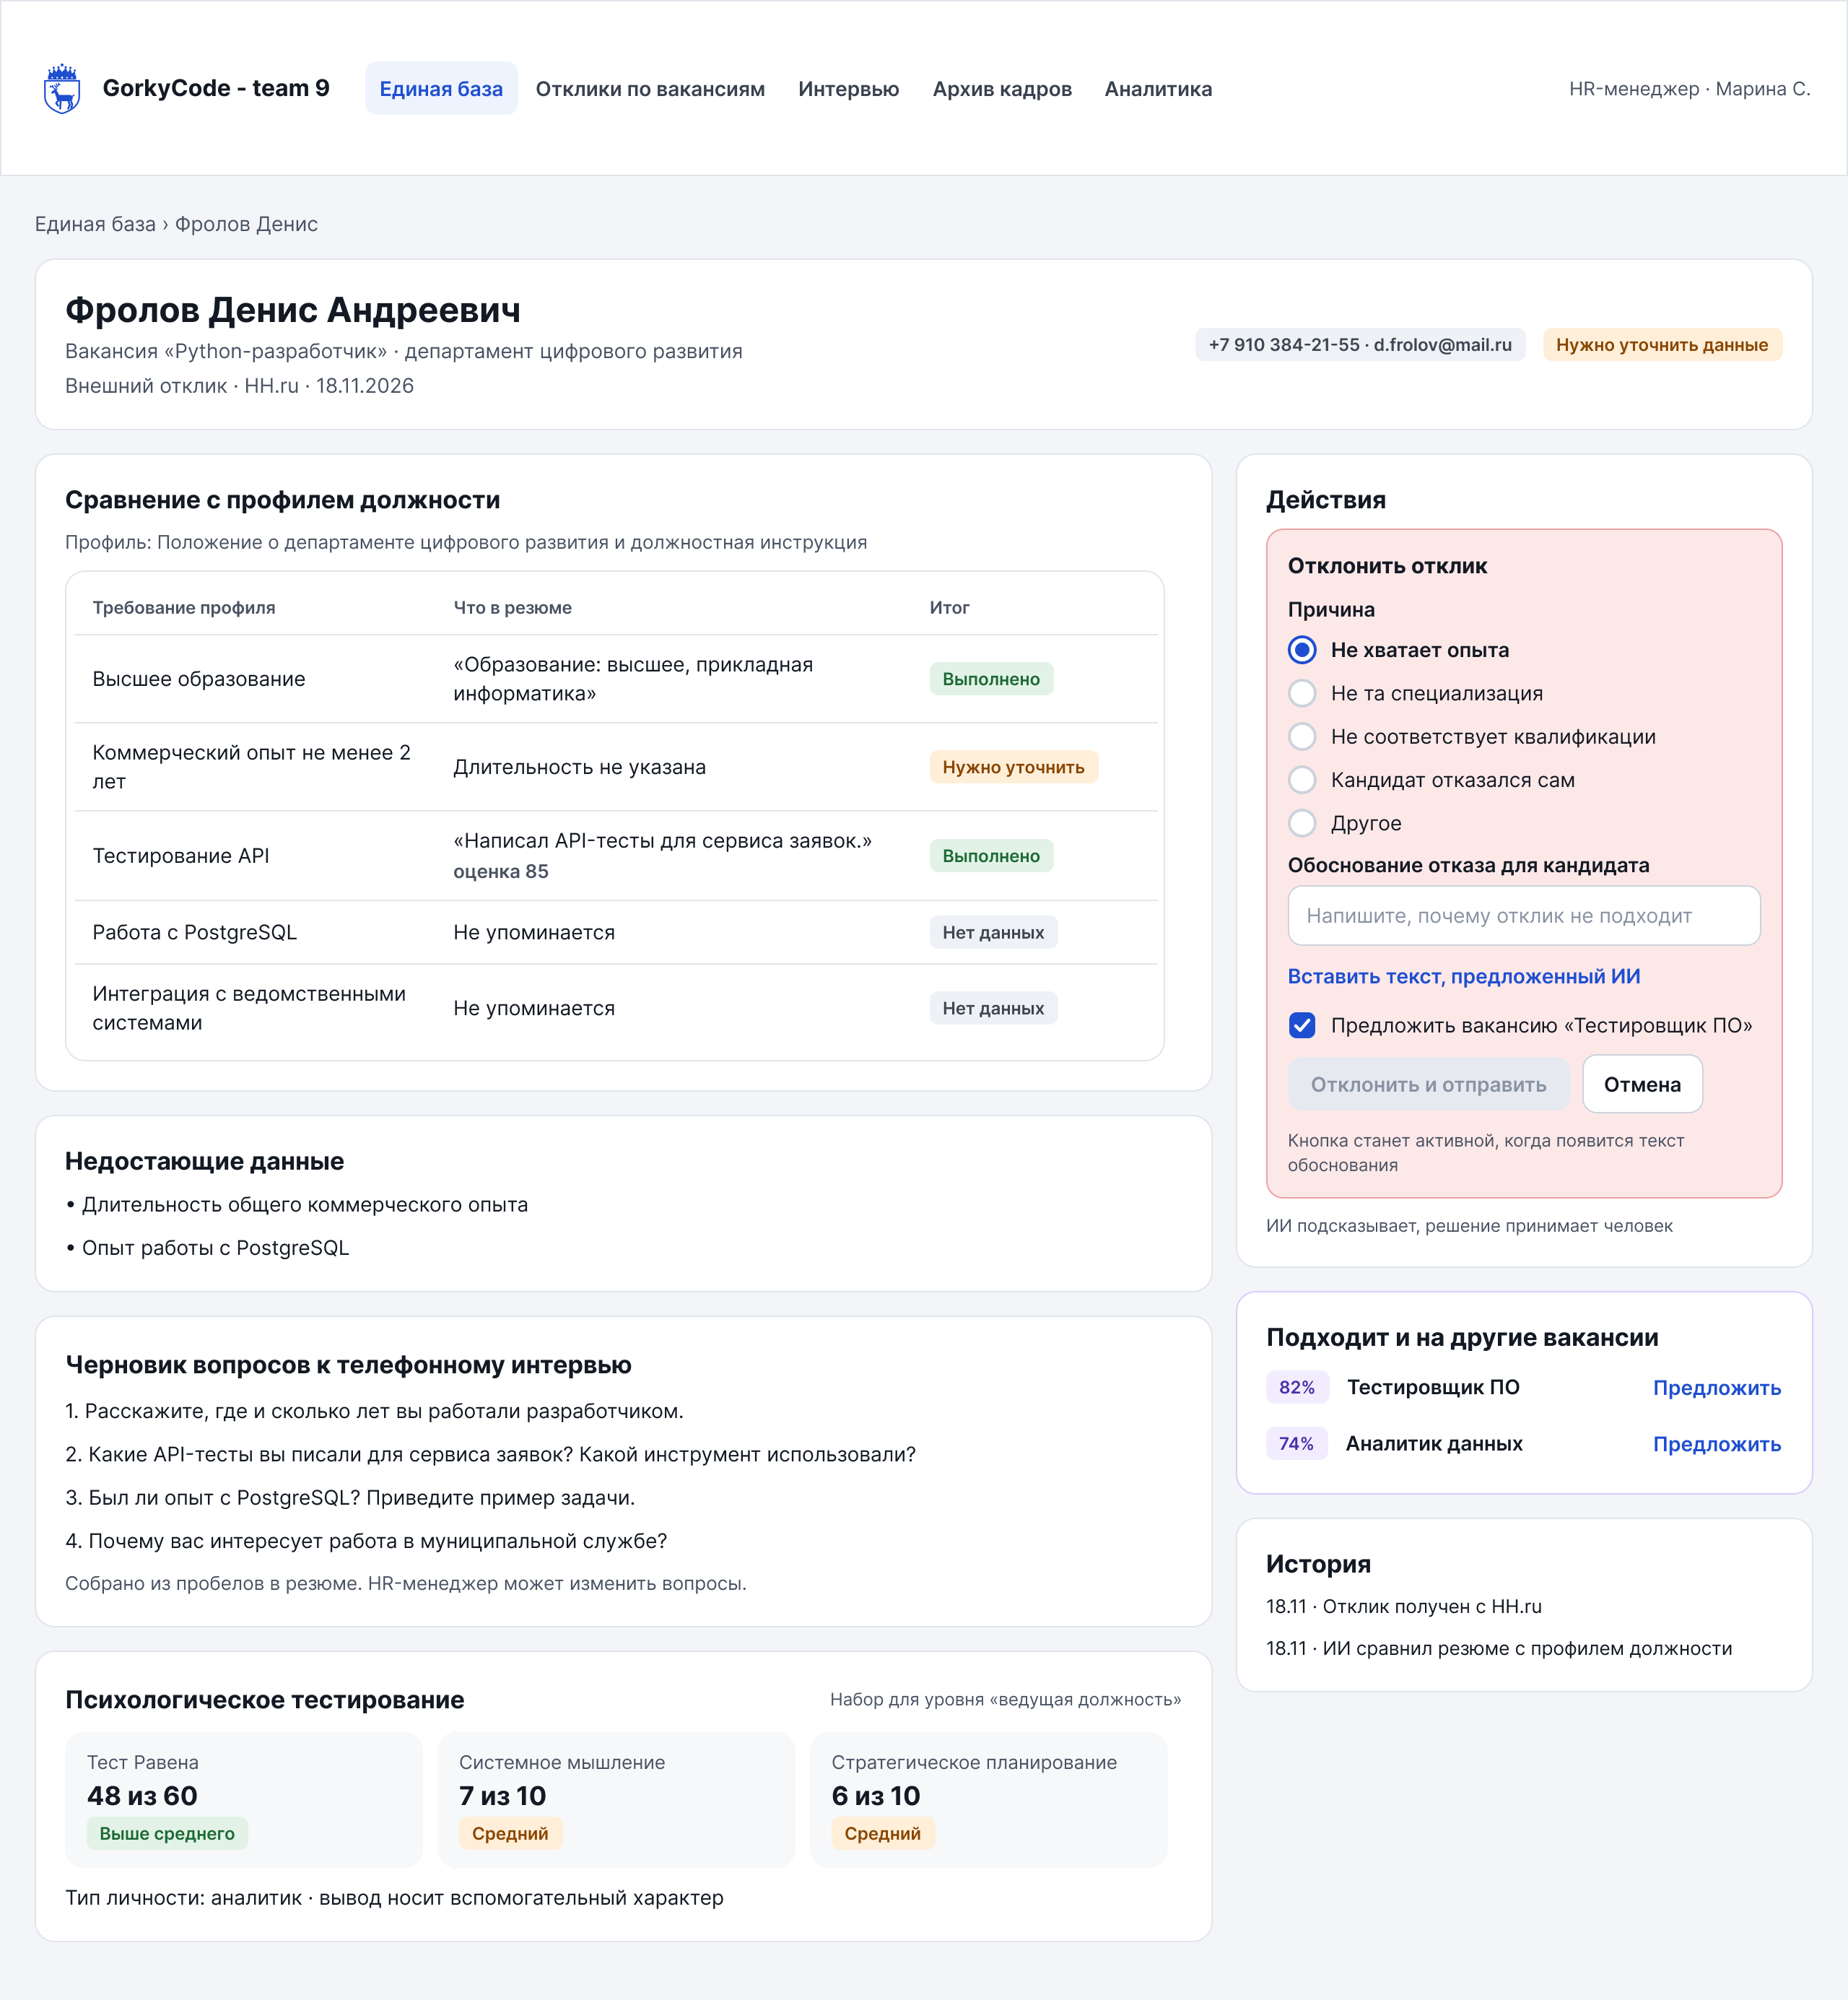 GorkyCode - team 9
Единая база
Отклики по вакансиям
Интервью
Архив кадров
Аналитика
HR-менеджер · Марина С.
Единая база › Фролов Денис
Фролов Денис Андреевич
Вакансия «Python-разработчик» · департамент цифрового развития
Внешний отклик · HH.ru · 18.11.2026
+7 910 384-21-55 · d.frolov@mail.ru
Нужно уточнить данные
Сравнение с профилем должности
Профиль: Положение о департаменте цифрового развития и должностная инструкция
Требование профиля
Что в резюме
Итог
Высшее образование
«Образование: высшее, прикладная
информатика»
Выполнено
Коммерческий опыт не менее 2
лет
Длительность не указана
Нужно уточнить
Тестирование API
«Написал API-тесты для сервиса заявок.»
оценка 85
Выполнено
Работа с PostgreSQL
Не упоминается
Нет данных
Интеграция с ведомственными
системами
Не упоминается
Нет данных
Недостающие данные
• Длительность общего коммерческого опыта
• Опыт работы с PostgreSQL
Черновик вопросов к телефонному интервью
1. Расскажите, где и сколько лет вы работали разработчиком.
2. Какие API-тесты вы писали для сервиса заявок? Какой инструмент использовали?
3. Был ли опыт с PostgreSQL? Приведите пример задачи.
4. Почему вас интересует работа в муниципальной службе?
Собрано из пробелов в резюме. HR-менеджер может изменить вопросы.
Психологическое тестирование
Набор для уровня «ведущая должность»
Тест Равена
48 из 60
Выше среднего
Системное мышление
7 из 10
Средний
Стратегическое планирование
6 из 10
Средний
Тип личности: аналитик · вывод носит вспомогательный характер
Действия
Отклонить отклик
Причина
Не хватает опыта
Не та специализация
Не соответствует квалификации
Кандидат отказался сам
Другое
Обоснование отказа для кандидата
Напишите, почему отклик не подходит
Вставить текст, предложенный ИИ
Предложить вакансию «Тестировщик ПО»
Отклонить и отправить
Отмена
Кнопка станет активной, когда появится текст
обоснования
ИИ подсказывает, решение принимает человек
Подходит и на другие вакансии
82%
Тестировщик ПО
Предложить
74%
Аналитик данных
Предложить
История
18.11 · Отклик получен с HH.ru
18.11 · ИИ сравнил резюме с профилем должности